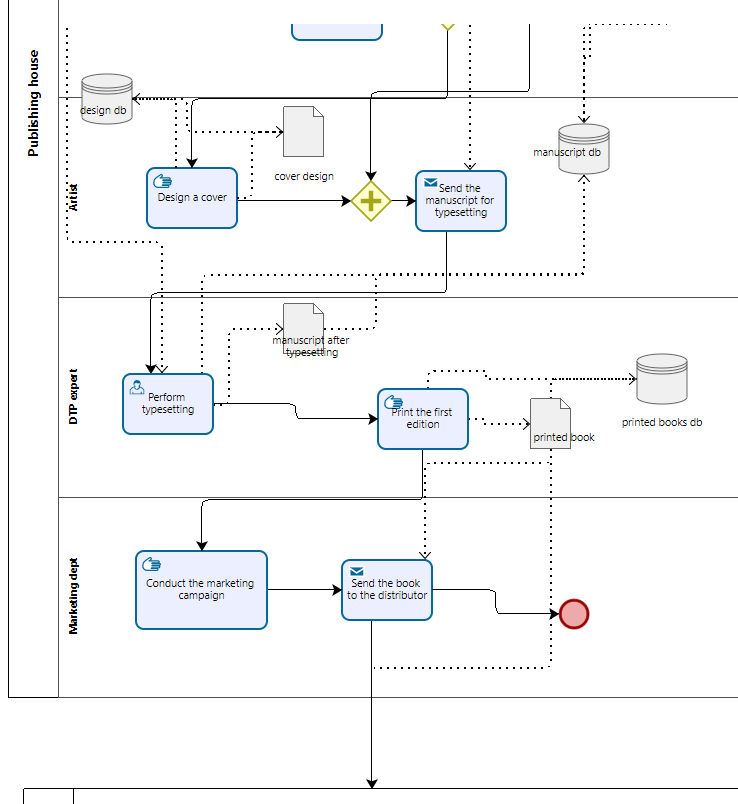 Publishing house
design db
cover design
manuscript db
Artist
Design a cover
Send the
manuscript for
typesetting
manuscript after
typesetting
DTP expert
Perform
typesetting
Print the first
edition
printed book
printed books db
Marketing dept
Conduct the marketing
campaign
Send the book
to the distributor